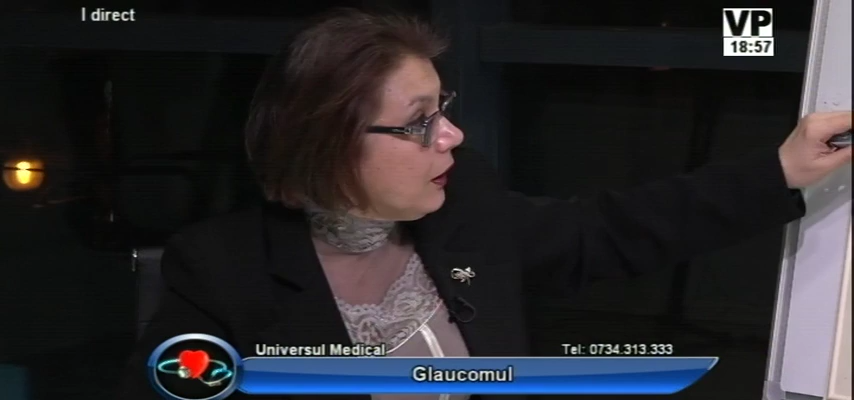 I direct
VP
18:57
Universul Medical
Tel: 0734.313.333
Glaucomul